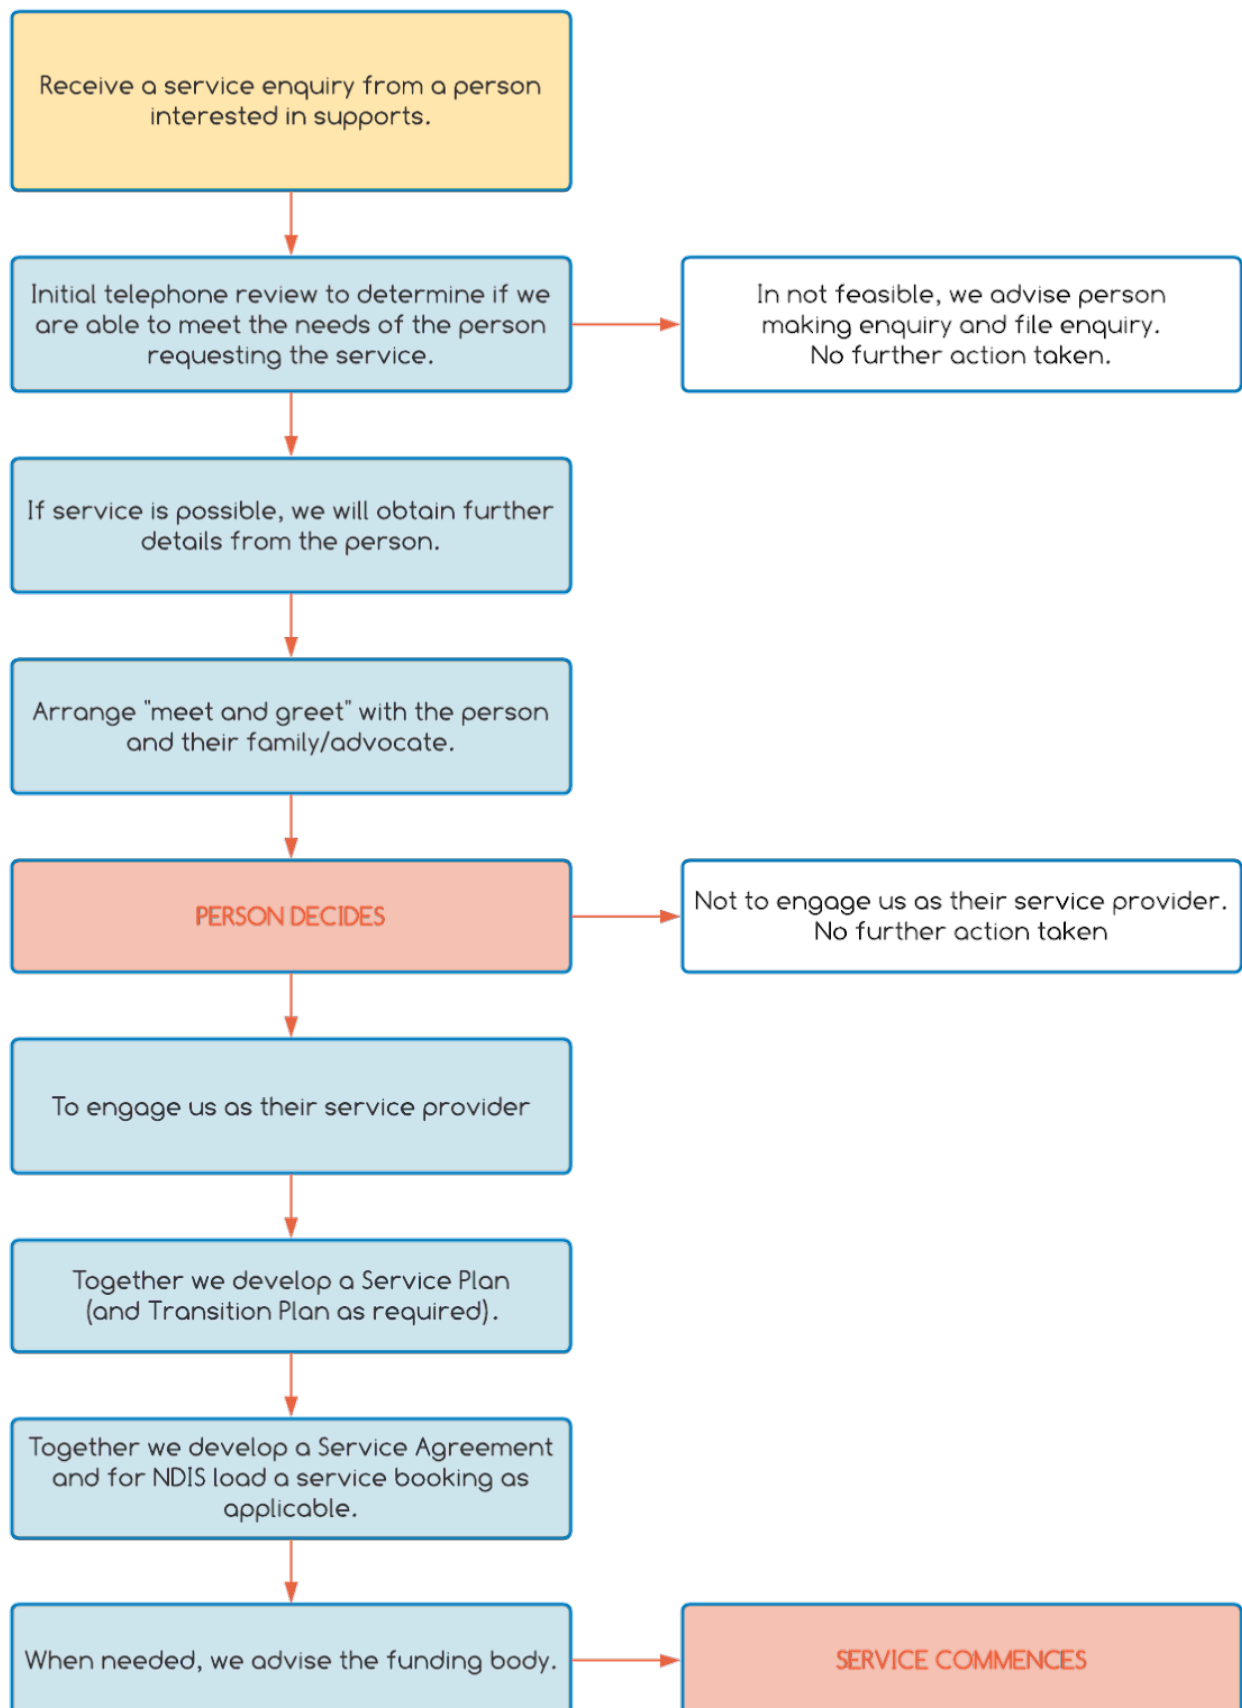 Receive a service enquiry from a person
interested in supports.
Initial telephone review to determine if we
are able to meet the needs of the person
requesting the service.
In not feasible, we advise person
making enquiry and file enquiry.
No further action taken.
If service is possible, we will obtain further
details from the person.
Arrange "meet and greet" with the person
and their family/advocate.
PERSON DECIDES
Not to engage us as their service provider.
No further action taken
To engage us as their service provider
Together we develop a Service Plan
(and Transition Plan as required).
Together we develop a Service Agreement
and for NDIS load a service booking as
applicable.
When needed, we advise the funding body.
SERVICE COMMENCES